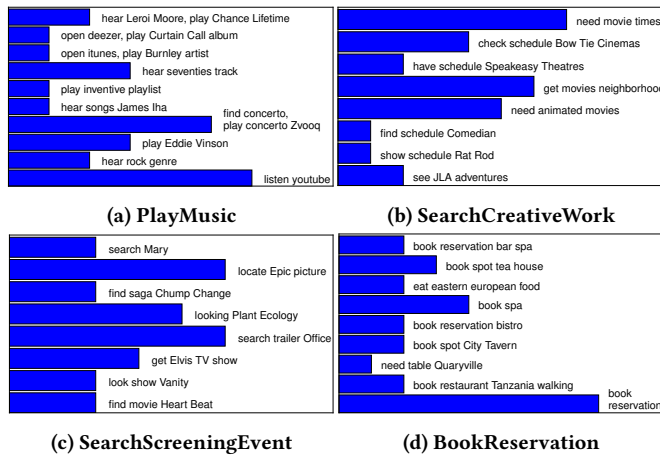 hear Leroi Moore, play Chance Lifetime
open deezer, play Curtain Call album
open itunes, play Burnley artist
hear seventies track
play inventive playlist
hear songs James Iha
find concerto,
play concerto Zvooq
play Eddie Vinson
hear rock genre
listen youtube
(a) PlayMusic
need movie times
check schedule Bow Tie Cinemas
have schedule Speakeasy Theatres
get movies neighborhood
need animated movies
find schedule Comedian
show schedule Rat Rod
see JLA adventures
(b) SearchCreativeWork
search Mary
locate Epic picture
find saga Chump Change
looking Plant Ecology
search trailer Office
get Elvis TV show
look show Vanity
find movie Heart Beat
(c) SearchScreeningEvent
book reservation bar spa
book spot tea house
eat eastern european food
book spa
book reservation bistro
book spot City Tavern
need table Quaryville
book restaurant Tanzania walking
book
reservation
(d) BookReservation